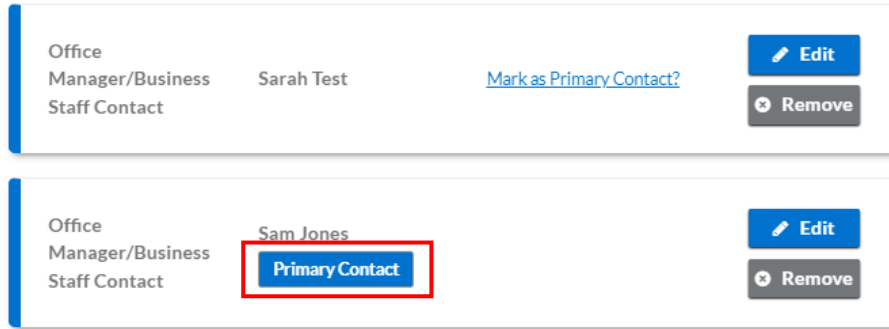 Office
Manager/Business
Staff Contact
Sarah Test
Mark as Primary Contact?
Edit
Remove
Office
Manager/Business
Staff Contact
Sam Jones
Primary Contact
Edit
Remove